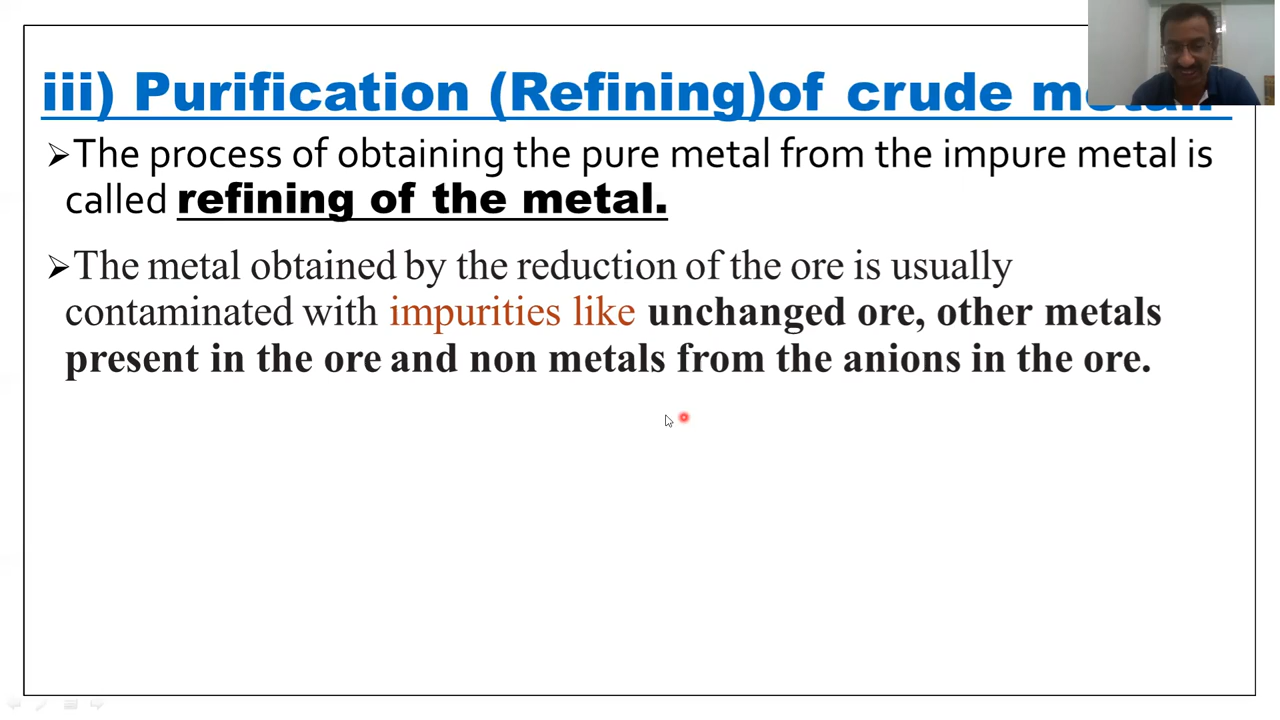 iii) Purification (Refining)of crude metal.
➢The process of obtaining the pure metal from the impure metal is
called refining of the metal.
➢The metal obtained by the reduction of the ore is usually
contaminated with impurities like unchanged ore, other metals
present in the ore and non metals from the anions in the ore.